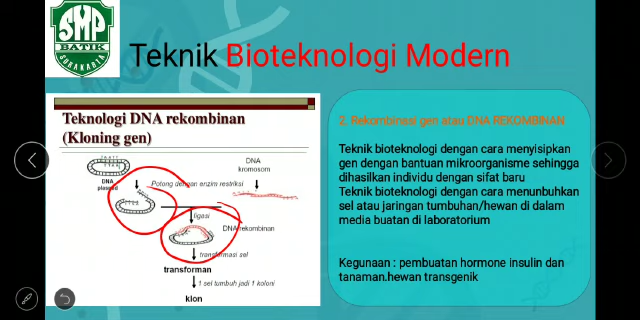 SMP
BATIK
SURAKARTA
Teknik Bioteknologi Modern
Teknologi DNA rekombinan
(Kloning gen)
DNA
plasmid
DNA
kromosom
Potong dengan enzim restriksi
ligasi
DNA rekombinan
transformasi sel
transforman
1 sel tumbuh jadi 1 koloni
klon
2. Rekombinasi gen atau DNA REKOMBINAN
Teknik bioteknologi dengan cara menyisipkan
gen dengan bantuan mikroorganisme sehingga
dihasilkan individu dengan sifat baru
Teknik bioteknologi dengan cara menunbuhkan
sel atau jaringan tumbuhan/hewan di dalam
media buatan di laboratorium
Kegunaan : pembuatan hormone insulin dan
tanaman.hewan transgenik